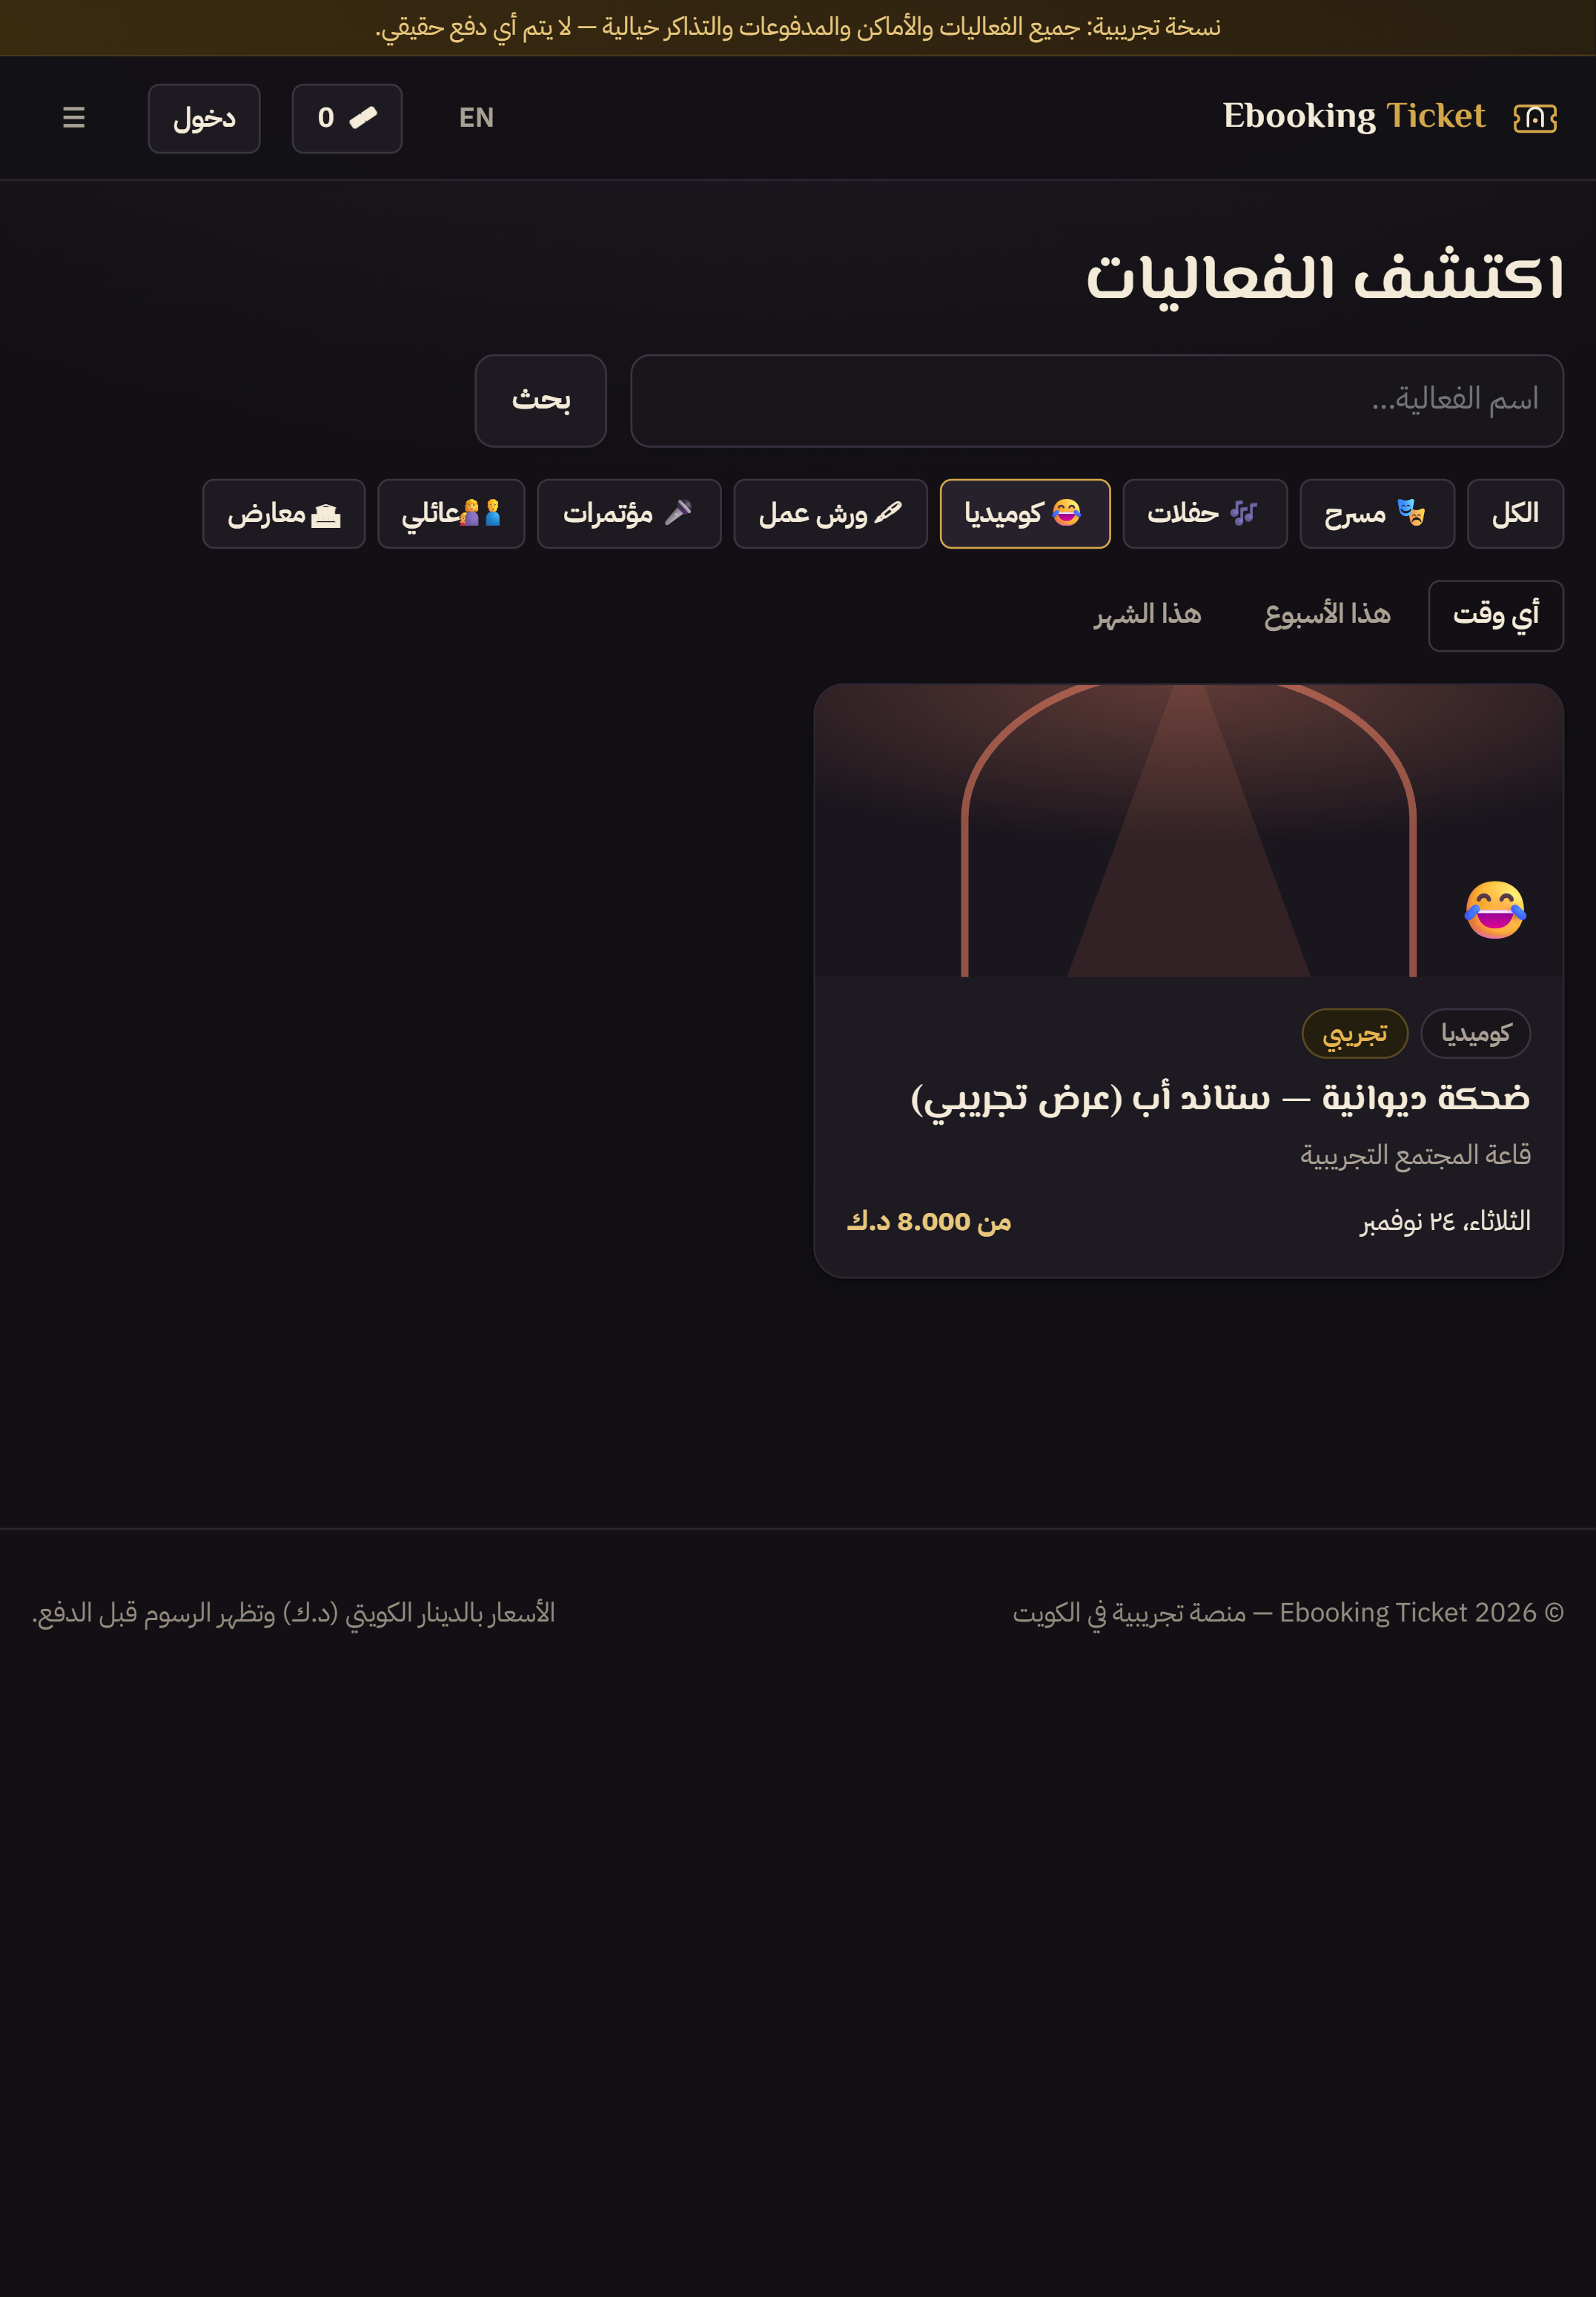 نسخة تجريبية: جميع الفعاليات والأماكن والمدفوعات والتذاكر خيالية — لا يتم أي دفع حقيقي.
Ebooking Ticket
EN
0
دخول
اكتشف الفعاليات
اسم الفعالية...
بحث
الكل
🎭 مسرح
🎶 حفلات
😂 كوميديا
ورش عمل
🎤 مؤتمرات
عائلي
معارض
أي وقت
هذا الأسبوع
هذا الشهر
كوميديا
تجريبي
ضحكة ديوانية — ستاند أب (عرض تجريبي)
قاعة المجتمع التجريبية
الثلاثاء، ٢٤ نوفمبر
من 8.000 د.ك
© 2026 Ebooking Ticket — منصة تجريبية في الكويت
الأسعار بالدينار الكويتي (د.ك) وتظهر الرسوم قبل الدفع.